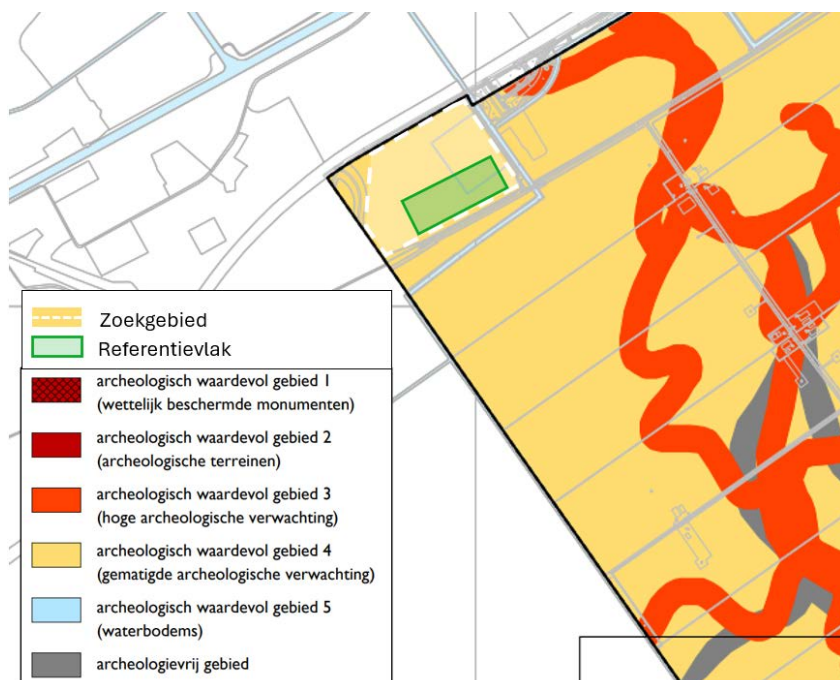 Zoekgebied
Referentievlak
archeologisch waardevol gebied 1
(wettelijk beschermde monumenten)
archeologisch waardevol gebied 2
(archeologische terreinen)
archeologisch waardevol gebied 3
(hoge archeologische verwachting)
archeologisch waardevol gebied 4
(gematigde archeologische verwachting)
archeologisch waardevol gebied 5
(waterbodems)
archeologievrij gebied